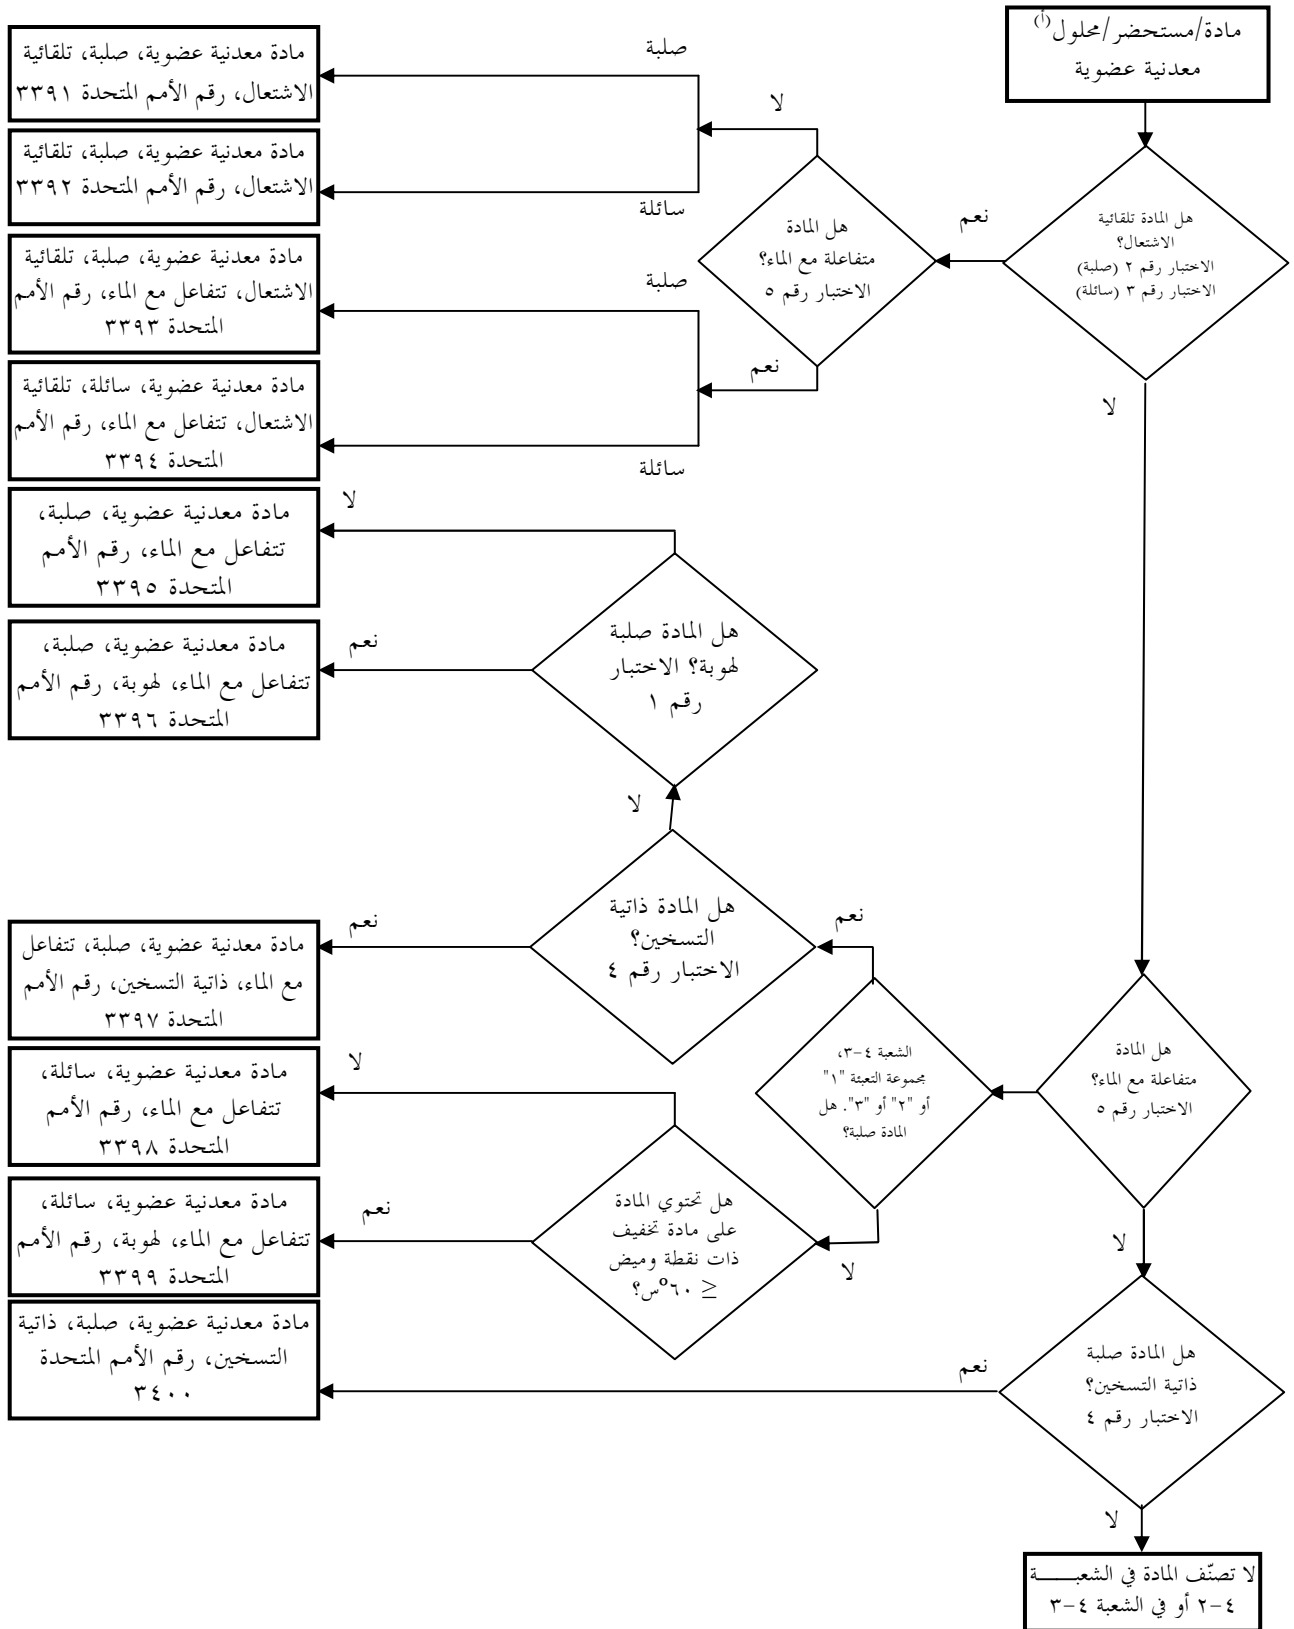 مادة/مستحضر/محلول(أ)
معدنية عضوية
هل المادة تلقائية
الاشتعال؟
الاختبار رقم ٢ (صلبة)
الاختبار رقم ٣ (سائلة)
نعم
لا
هل المادة
متفاعلة مع الماء؟
الاختبار رقم ٥
لا
نعم
صلبة
سائلة
صلبة
سائلة
مادة معدنية عضوية، صلبة، تلقائية
الاشتعال، رقم الأمم المتحدة ٣٣٩١
مادة معدنية عضوية، صلبة، تلقائية
الاشتعال، رقم الأمم المتحدة ٣٣٩٢
مادة معدنية عضوية، صلبة، تلقائية
الاشتعال، تتفاعل مع الماء، رقم الأمم
المتحدة ٣٣٩٣
مادة معدنية عضوية، سائلة، تلقائية
الاشتعال، تتفاعل مع الماء، رقم الأمم
المتحدة ٣٣٩٤
لا
مادة معدنية عضوية، صلبة،
تتفاعل مع الماء، رقم الأمم
المتحدة ٣٣٩٥
هل المادة صلبة
لهوبة؟ الاختبار
رقم ١
نعم
مادة معدنية عضوية، صلبة،
تتفاعل مع الماء، لهوبة، رقم الأمم
المتحدة ٣٣٩٦
لا
هل المادة ذاتية
التسخين؟
الاختبار رقم ٤
نعم
نعم
مادة معدنية عضوية، صلبة، تتفاعل
مع الماء، ذاتية التسخين، رقم الأمم
المتحدة ٣٣٩٧
هل المادة
متفاعلة مع الماء؟
الاختبار رقم ٥
الشعبة ٤-٣،
مجموعة التعبئة "١"
أو "٢" أو "٣". هل
المادة صلبة؟
لا
مادة معدنية عضوية، سائلة،
تتفاعل مع الماء، رقم الأمم
المتحدة ٣٣٩٨
هل تحتوي المادة
على مادة تخفيف
ذات نقطة وميض
≤ ٦٠°س؟
لا
لا
نعم
مادة معدنية عضوية، سائلة،
تتفاعل مع الماء، لهوبة، رقم الأمم
المتحدة ٣٣٩٩
هل المادة صلبة
ذاتية التسخين؟
الاختبار رقم ٤
نعم
مادة معدنية عضوية، صلبة، ذاتية
التسخين، رقم الأمم المتحدة
٣٤٠٠
لا
لا تصنّف المادة في الشعبـــــة
٤-٢ أو في الشعبة ٤-٣